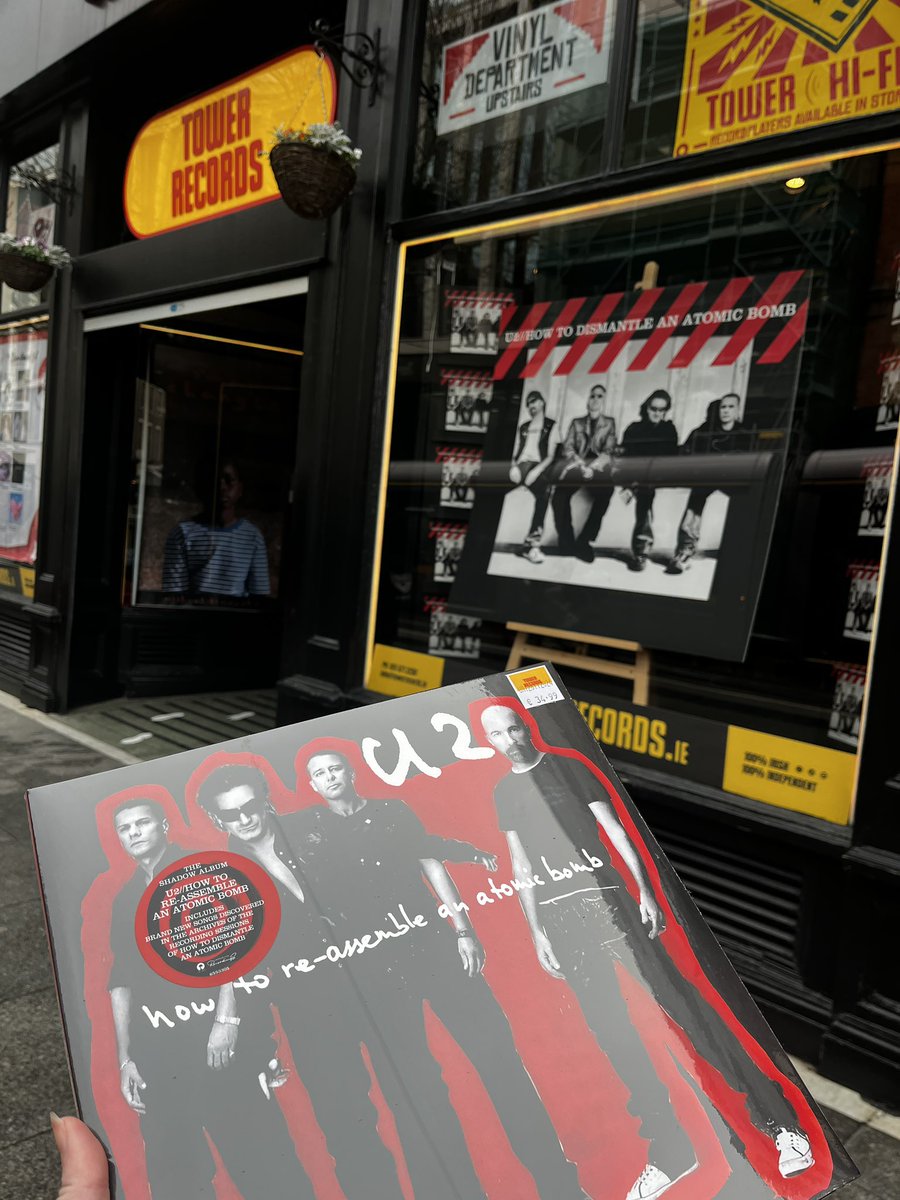 TOWER
RECORDS
VINYL
DEPARTMENT
UPSTAIRS
TOWER HI-FI
RECORD PLAYERS AVAILABLE IN STOR
U2//HOW TO DISMANTLE AN ATOMIC BOMB
ECORDS.IE
100% IRISH
100% INDEPENDENT
TOWER
RECORDS
€ 34.99
U2
how to re-assemble an atomic bomb
THE
SHADOW ALBUM
U2//HOW TO
RE-ASSEMBLE
AN ATOMIC BOMB
INCLUDES
BRAND NEW SONGS DISCOVERED
IN THE ARCHIVES OF THE
RECORDING SESSIONS
OF HOW TO DISMANTLE
AN ATOMIC BOMB